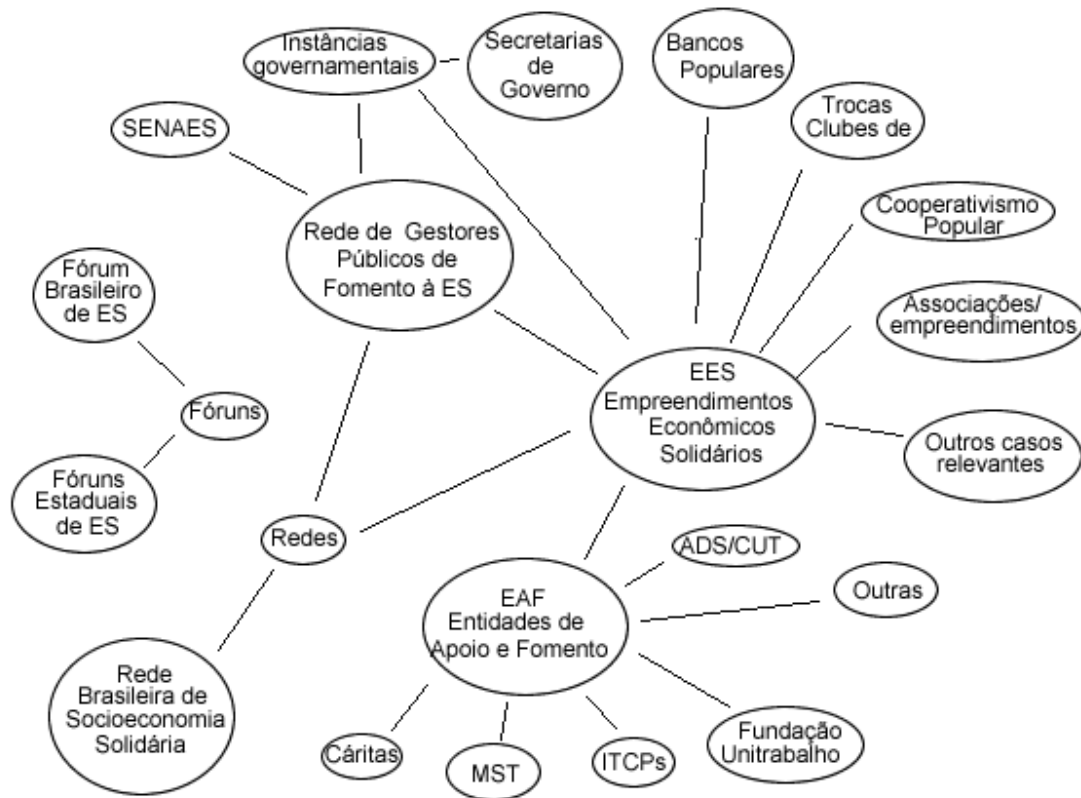 Instâncias
governamentais
Secretarias
de
Governo
Bancos
Populares
Trocas
Clubes de
SENAES
Cooperativismo
Popular
Rede de Gestores
Públicos de
Fomento à ES
Fórum
Brasileiro
de ES
Associações/
empreendimentos
EES
Empreendimentos
Econômicos
Solidários
Fóruns
Outros casos
relevantes
Fóruns
Estaduais
de ES
Redes
ADS/CUT
Outras
EAF
Entidades de
Apoio e Fomento
Rede
Brasileira de
Socioeconomia
Solidária
Cáritas
MST
ITCPs
Fundação
Unitrabalho